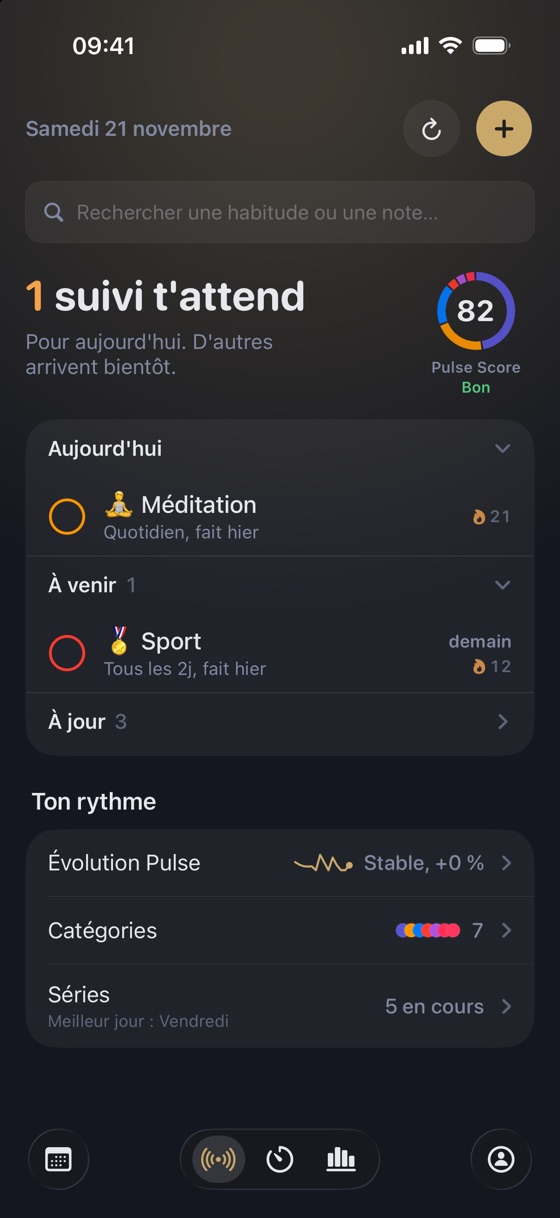 09:41
Samedi 21 novembre
Rechercher une habitude ou une note...
1 suivi t'attend
Pour aujourd'hui. D'autres
arrivent bientôt.
82
Pulse Score
Bon
Aujourd'hui
Méditation
Quotidien, fait hier
21
À venir 1
Sport
Tous les 2j, fait hier
demain
12
À jour 3
Ton rythme
Évolution Pulse
Stable, +0 %
Catégories
7
Séries
Meilleur jour : Vendredi
5 en cours